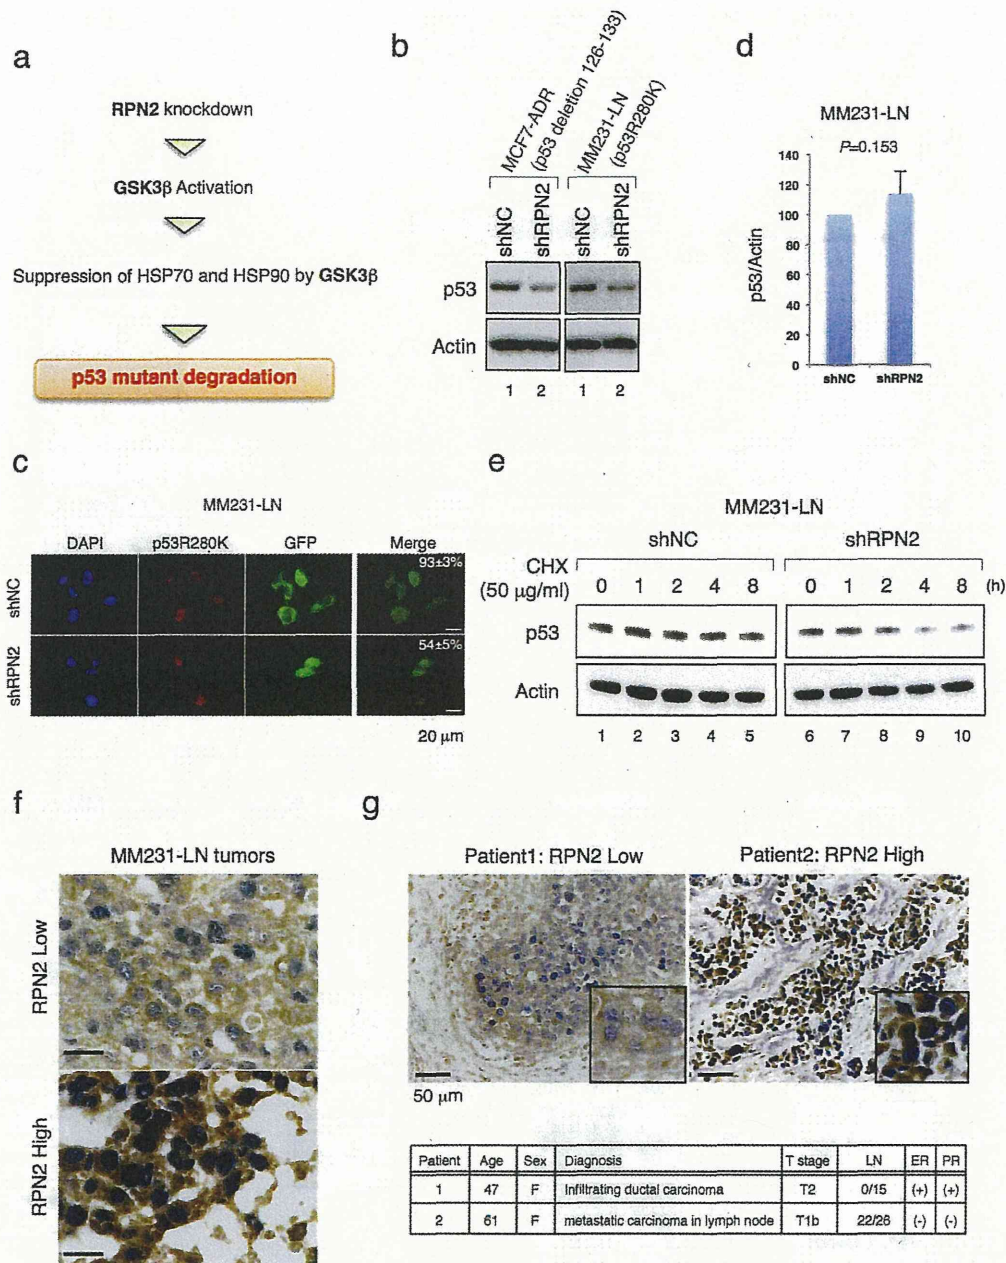 a
RPN2 knockdown
GSK3β Activation
Suppression of HSP70 and HSP90 by GSK3β
p53 mutant degradation
b
MCF7-ADR
(p53 deletion 126-133)
MM231-LN
(p53R280K)
shNC
shRPN2
shNC
shRPN2
p53
Actin
1 2 1 2
d
MM231-LN
P=0.153
p53/Actin
140
120
100
80
60
40
20
0
shNC shRPN2
c
MM231-LN
DAPI p53R280K GFP Merge
shNC
93±3%
shRPN2
54±5%
20 μm
e
MM231-LN
shNC shRPN2
CHX
(50 μg/ml)
0 1 2 4 8 0 1 2 4 8 (h)
p53
Actin
1 2 3 4 5 6 7 8 9 10
f
MM231-LN tumors
RPN2 Low
RPN2 High
g
Patient1: RPN2 Low Patient2: RPN2 High
50 μm
Patient Age Sex Diagnosis T stage LN ER PR
1 47 F Infiltrating ductal carcinoma T2 0/15 (+) (+)
2 61 F metastatic carcinoma in lymph node T1b 22/26 (-) (-)